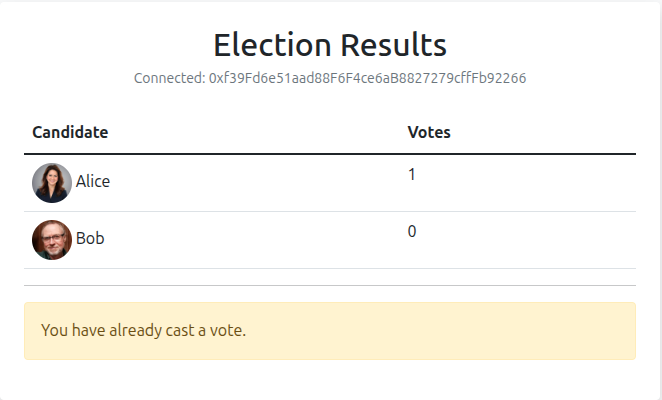 Election Results
Connected: 0xf39Fd6e51aad88F6F4ce6aB8827279cffFb92266
Candidate Votes
Alice 1
Bob 0
You have already cast a vote.